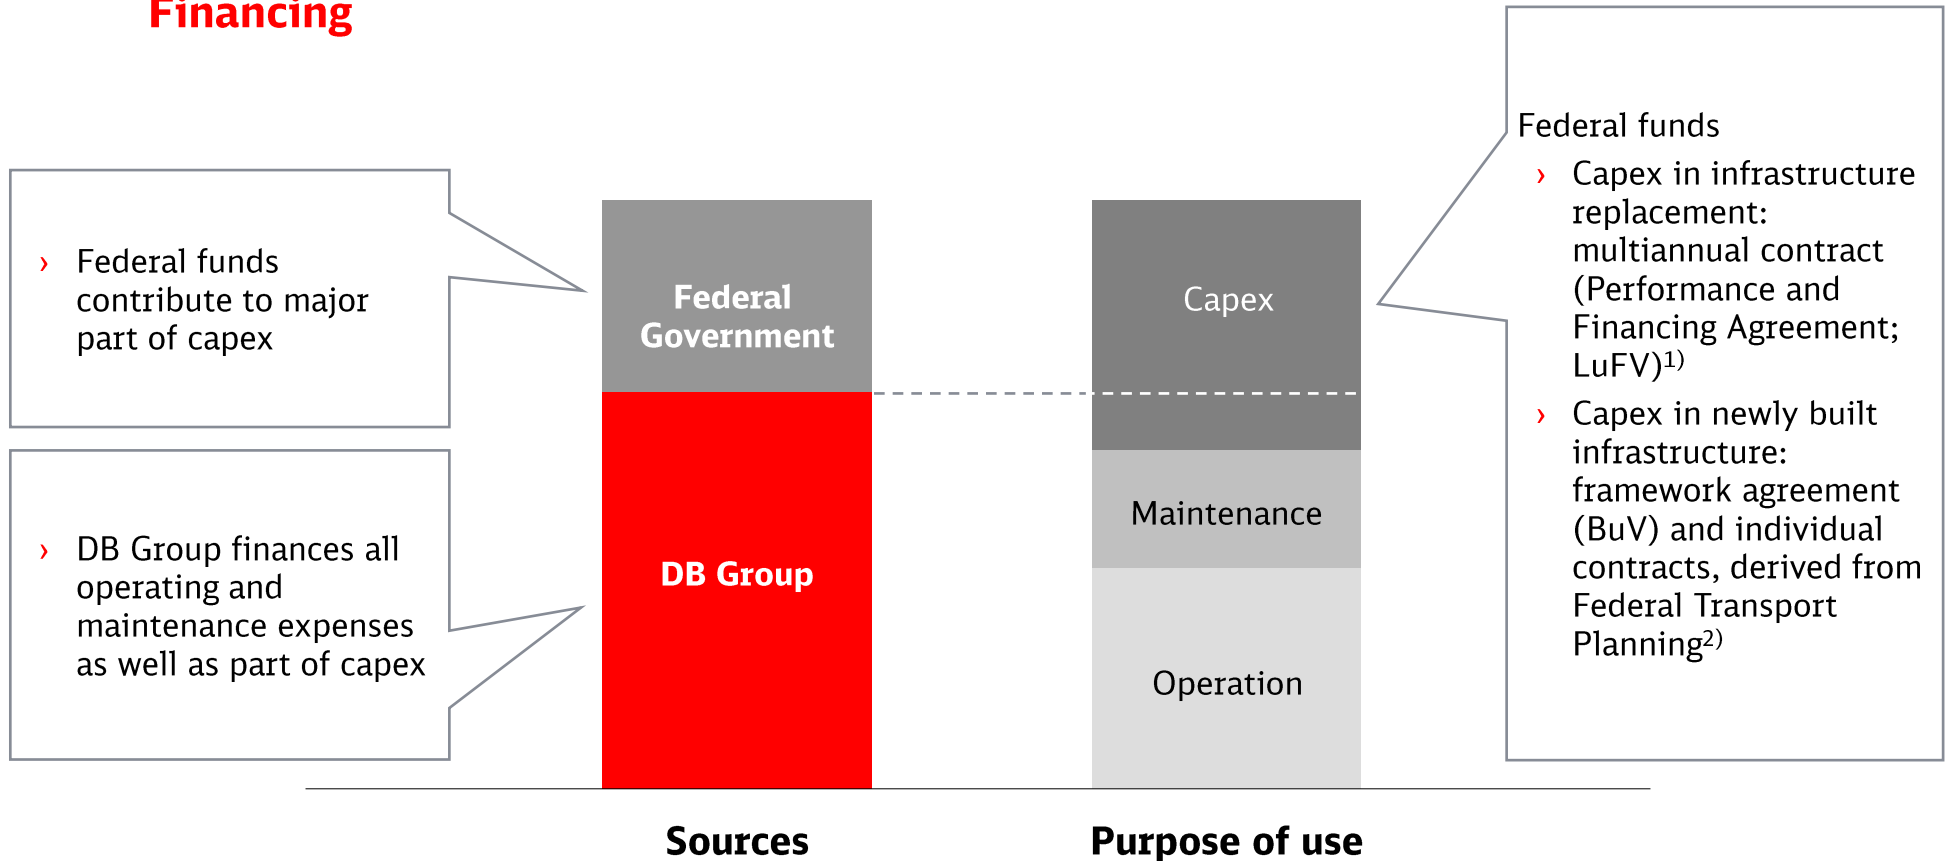 Financing
› Federal funds
contribute to major
part of capex
› DB Group finances all
operating and
maintenance expenses
as well as part of capex
Federal
Government
DB Group
Sources
Capex
Maintenance
Operation
Purpose of use
Federal funds
› Capex in infrastructure
replacement:
multiannual contract
(Performance and
Financing Agreement;
LuFV)1)
› Capex in newly built
infrastructure:
framework agreement
(BuV) and individual
contracts, derived from
Federal Transport
Planning2)